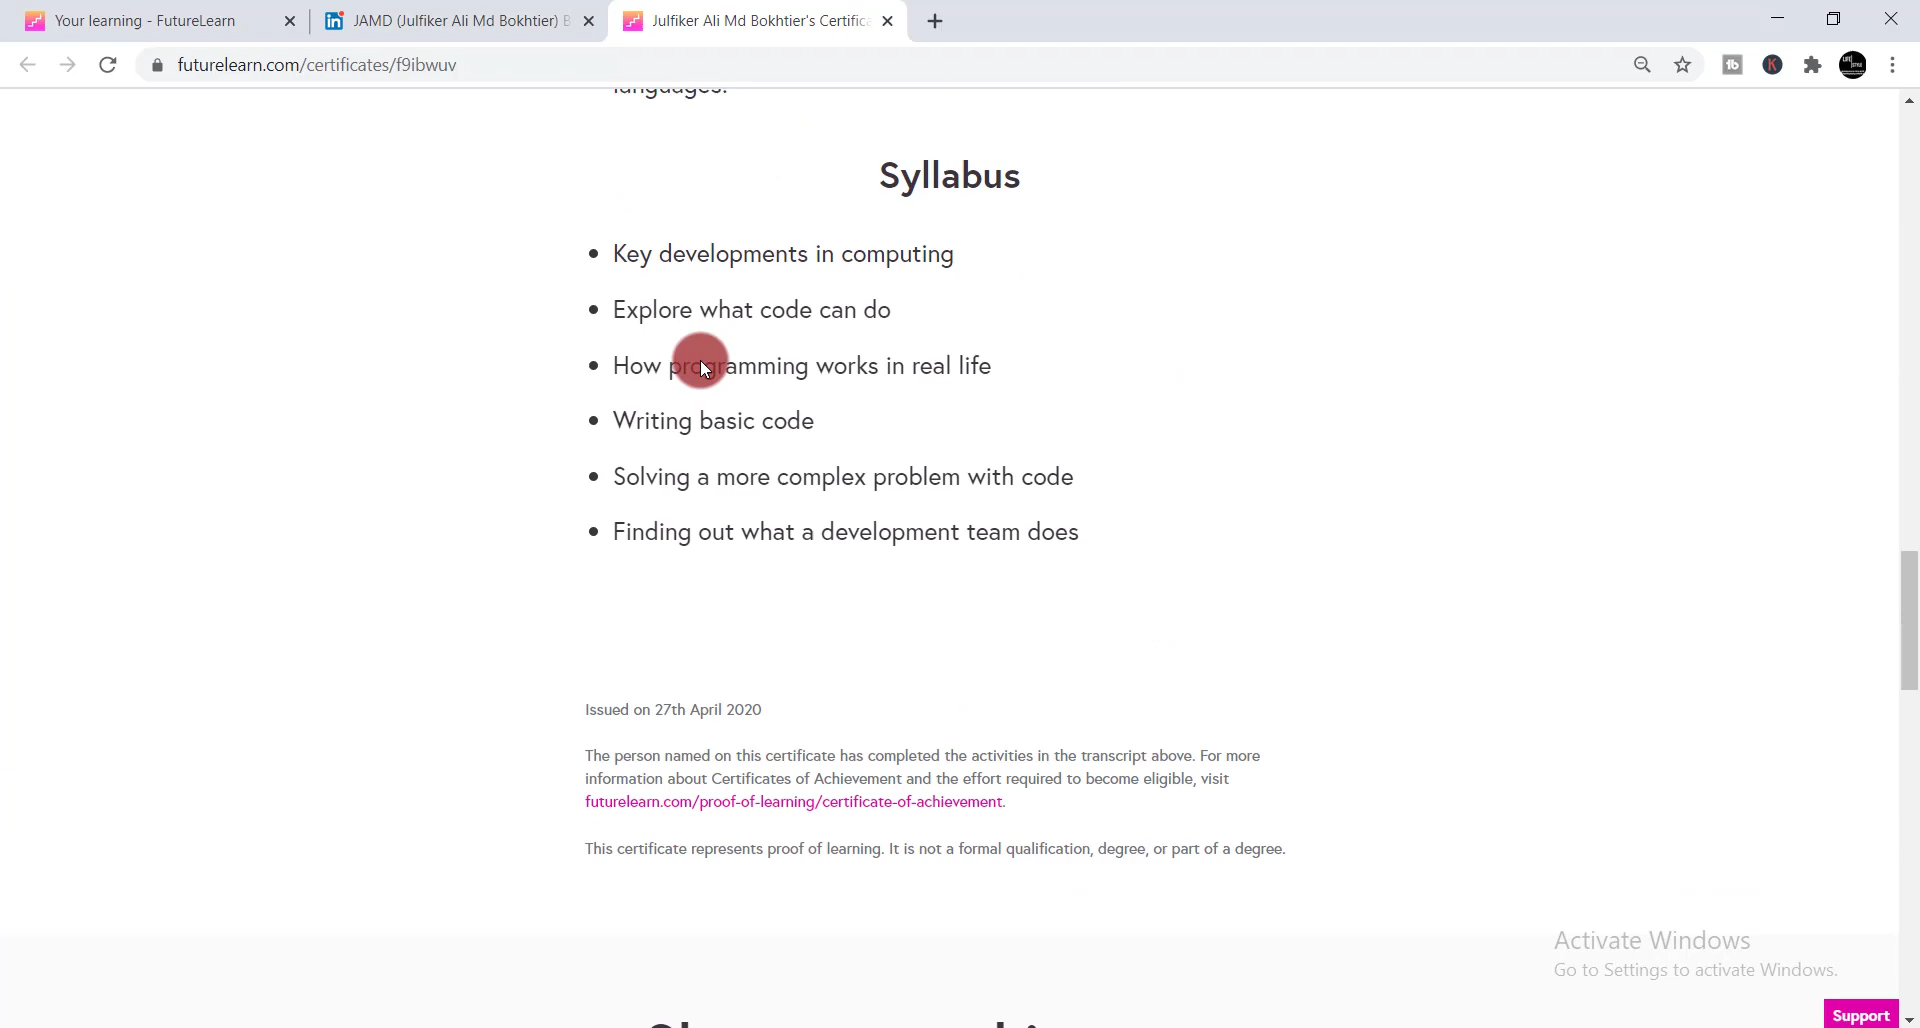 Your learning - FutureLearn
JAMD (Julfiker Ali Md Bokhtier)
Julfiker Ali Md Bokhtier's Certific
futurelearn.com/certificates/f9ibwuv
languages.
Syllabus
Key developments in computing
Explore what code can do
How programming works in real life
Writing basic code
Solving a more complex problem with code
Finding out what a development team does
Issued on 27th April 2020
The person named on this certificate has completed the activities in the transcript above. For more
information about Certificates of Achievement and the effort required to become eligible, visit
futurelearn.com/proof-of-learning/certificate-of-achievement.
This certificate represents proof of learning. It is not a formal qualification, degree, or part of a degree.
Activate Windows
Go to Settings to activate Windows.
Support